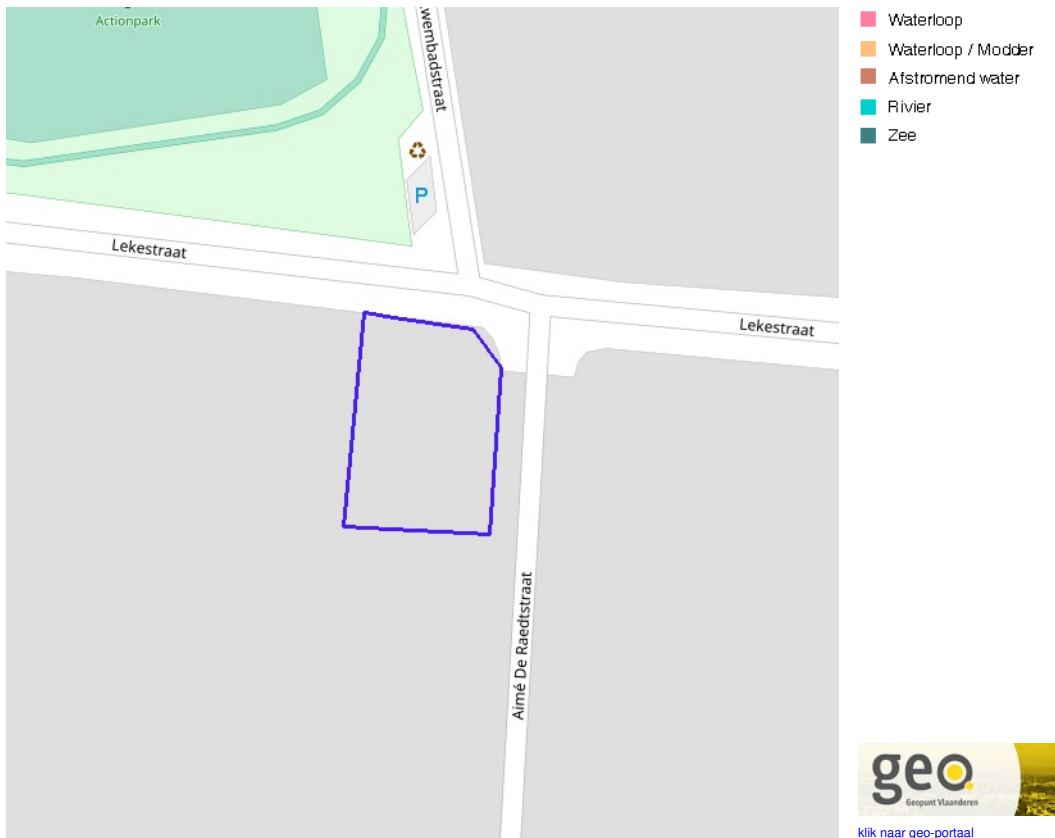 Actionpark
wembadstraat
P
Lekestraat
Lekestraat
Aimé De Raedtstraat
Waterloop
Waterloop / Modder
Afstromend water
Rivier
Zee
geo
Geopunt Vlaanderen
klik naar geo-portaal